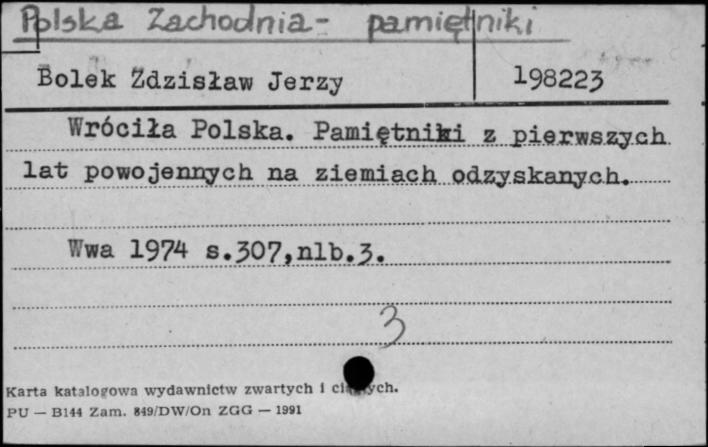 Polska Zachodnia - pamiętniki
Bolek Zdzisław Jerzy 198223
Wróciła Polska. Pamiętniki z pierwszych
lat powojennych na ziemiach odzyskanych.
Wwa 1974 s.307,nlb.3.
3
Karta katalogowa wydawnictw zwartych i
PU — B144 Zam. 849/DW/On ZGG — 1991